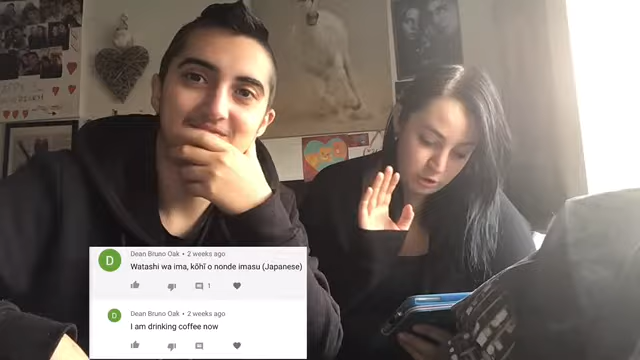 Dean Bruno Oak • 2 weeks ago
Watashi wa ima, kōhī o nonde imasu (Japanese)
1
Dean Bruno Oak • 2 weeks ago
I am drinking coffee now